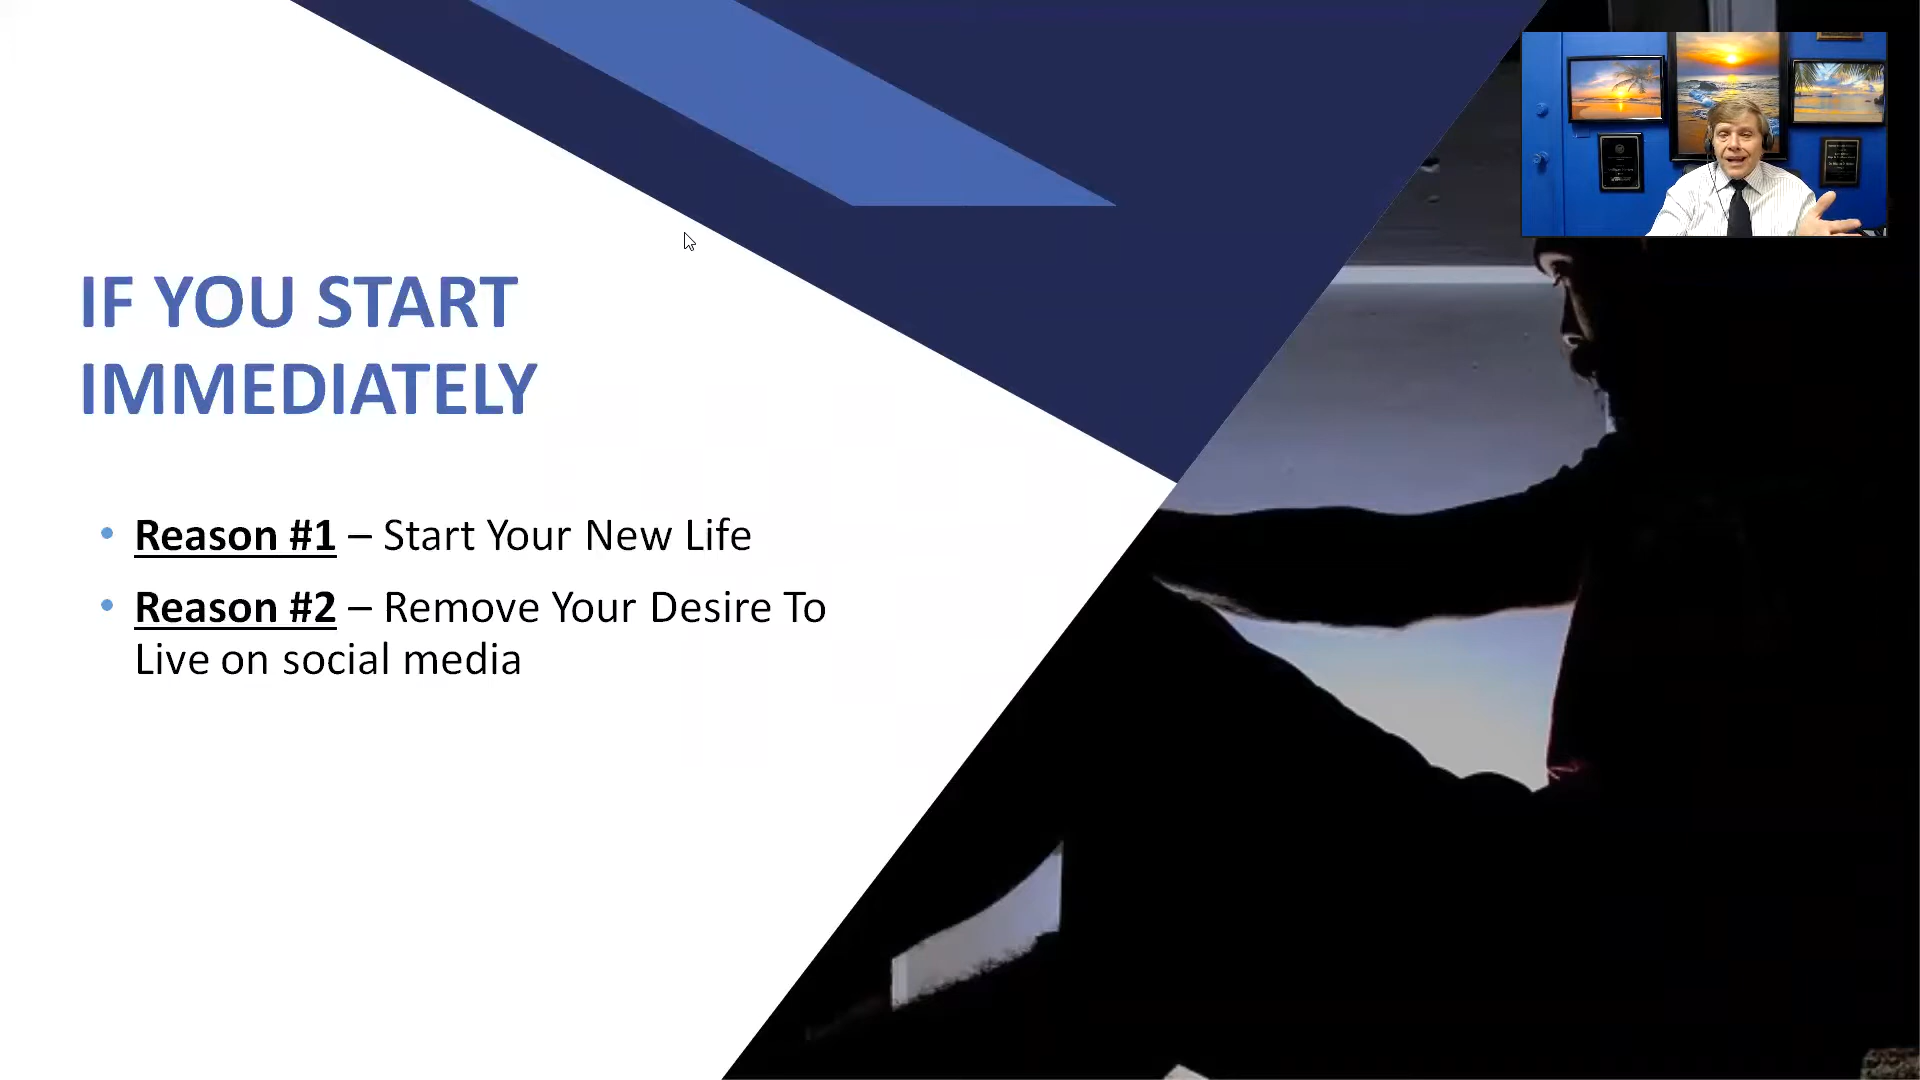 IF YOU START
IMMEDIATELY
• Reason #1 – Start Your New Life
• Reason #2 – Remove Your Desire To
Live on social media